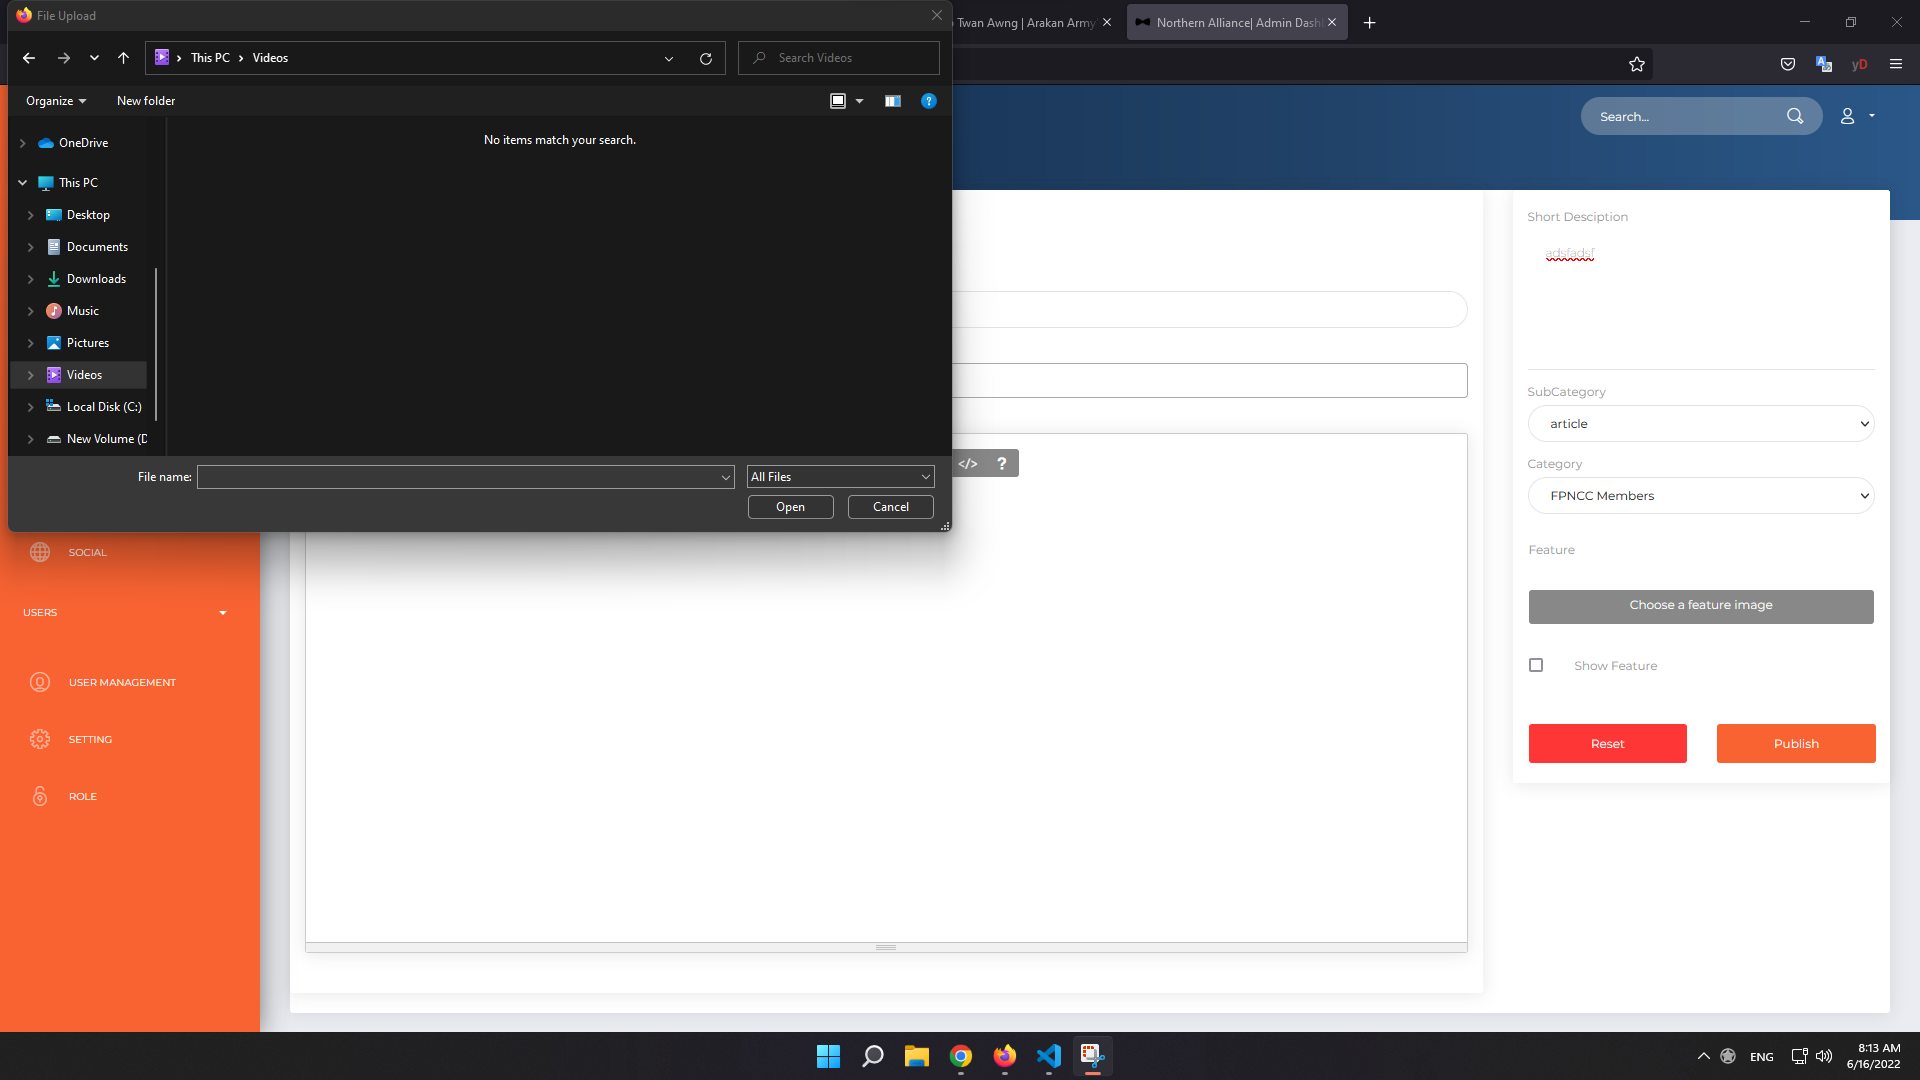 File Upload
Twan Awng | Arakan Army
Northern Alliance| Admin Dash
This PC
Videos
Search Videos
yD
Organize
New folder
Search...
OneDrive
No items match your search.
This PC
Desktop
Short Desciption
Documents
adsfadsf
Downloads
Music
Pictures
Videos
SubCategory
Local Disk (C:)
article
New Volume (D
</> ?
Category
File name:
All Files
FPNCC Members
Open
Cancel
SOCIAL
Feature
USERS
Choose a feature image
Show Feature
USER MANAGEMENT
SETTING
Reset
Publish
ROLE
8:13 AM
ENG
6/16/2022